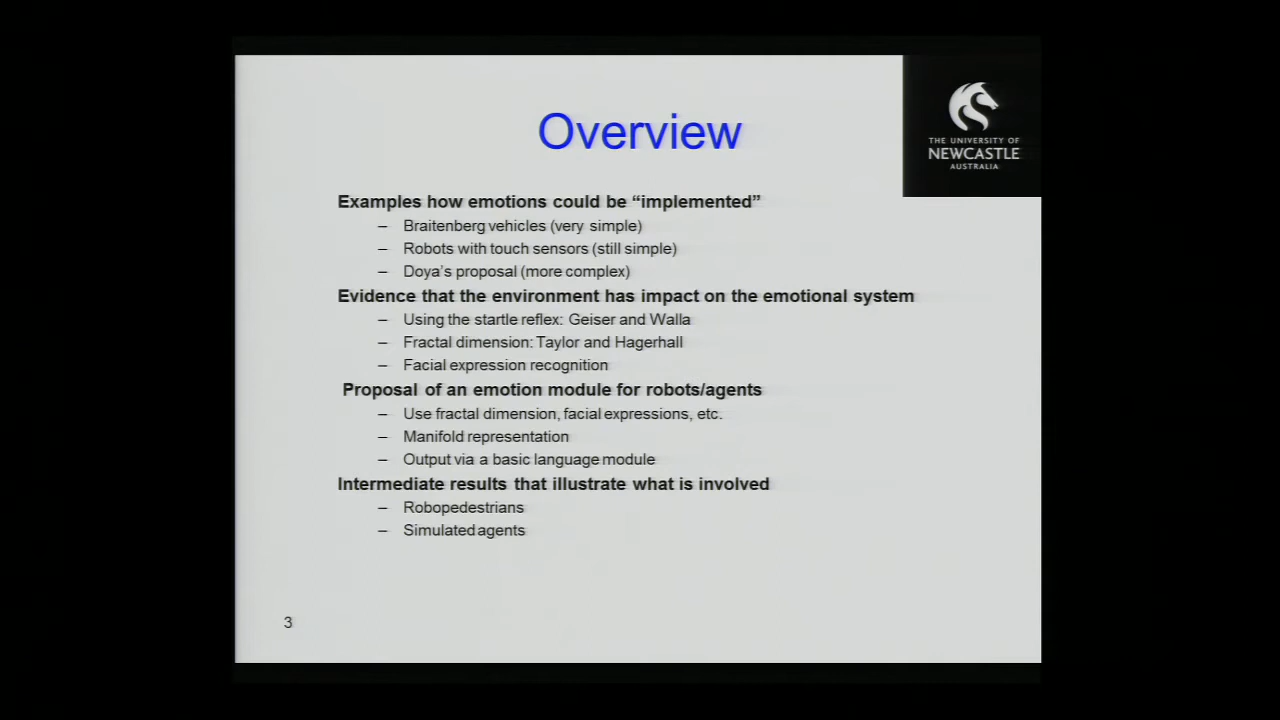 THE UNIVERSITY OF
NEWCASTLE
AUSTRALIA
Overview
Examples how emotions could be “implemented”
– Braitenberg vehicles (very simple)
– Robots with touch sensors (still simple)
– Doya’s proposal (more complex)
Evidence that the environment has impact on the emotional system
– Using the startle reflex: Geiser and Walla
– Fractal dimension: Taylor and Hagerhall
– Facial expression recognition
Proposal of an emotion module for robots/agents
– Use fractal dimension, facial expressions, etc.
– Manifold representation
– Output via a basic language module
Intermediate results that illustrate what is involved
– Robopedestrians
– Simulated agents
3